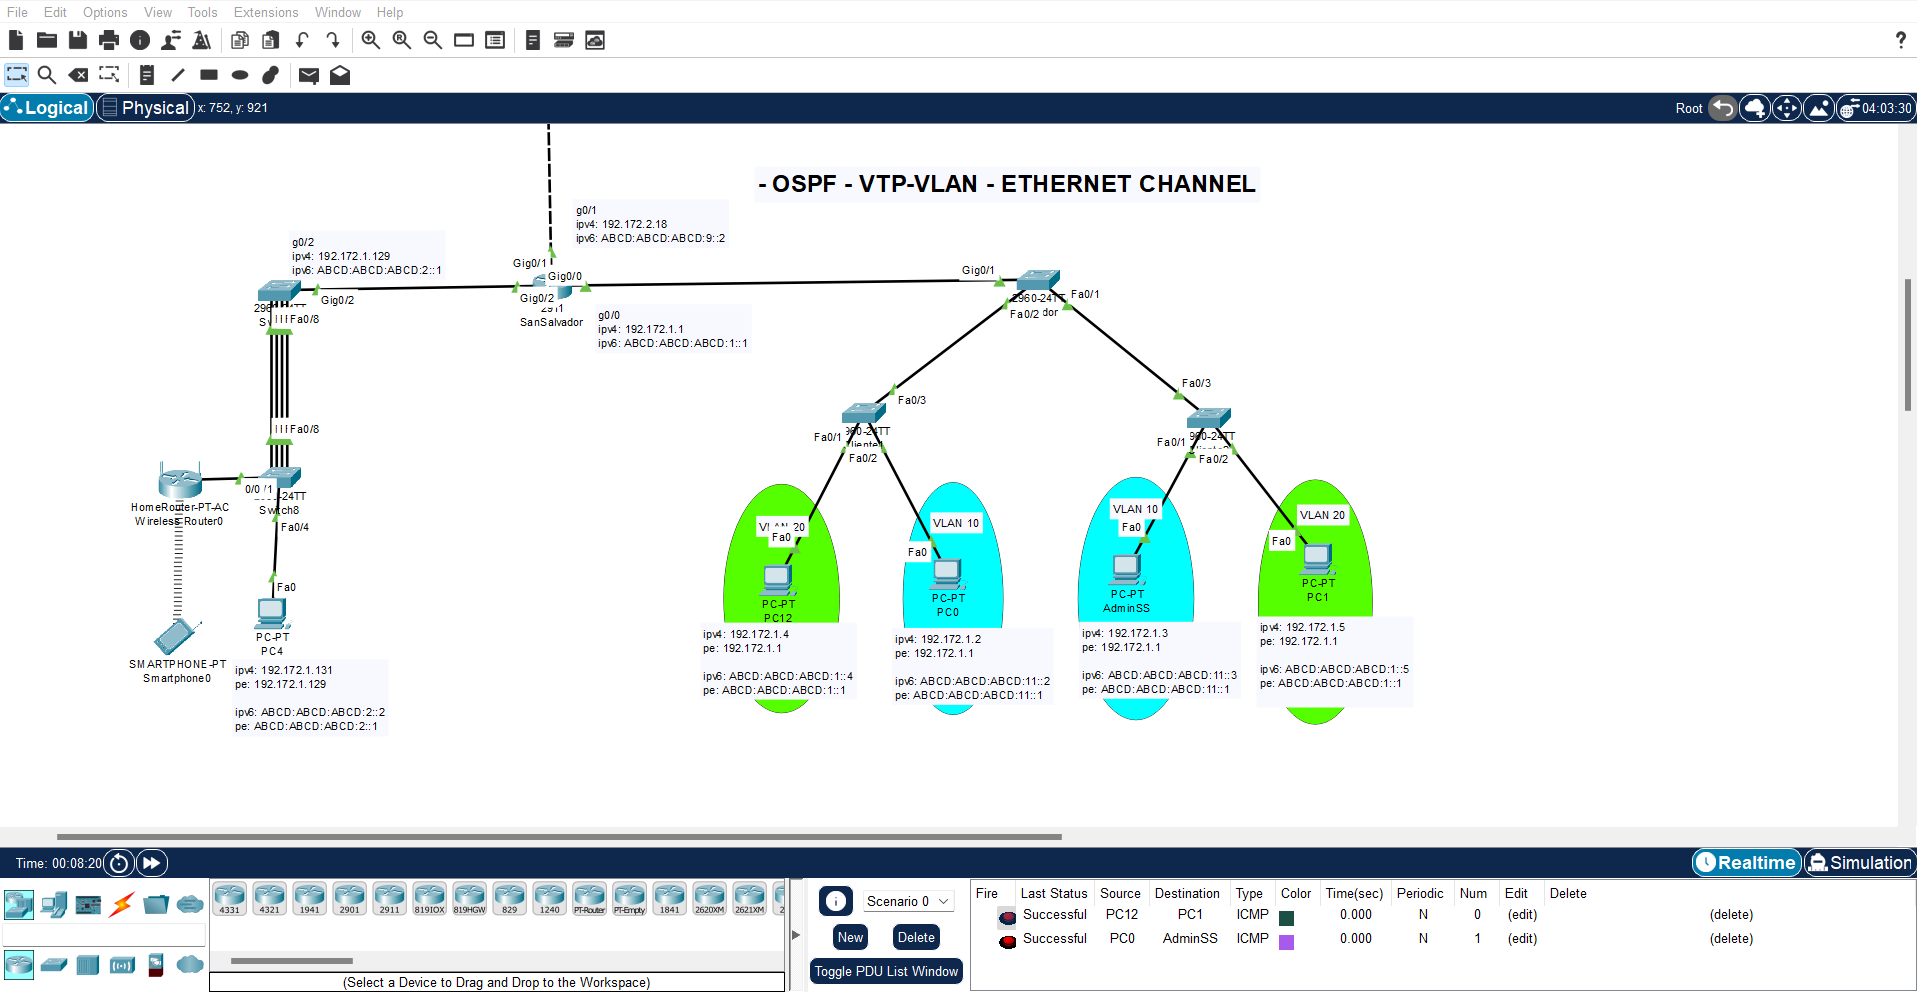 File Edit Options View Tools Extensions Window Help
?
Logical Physical x: 752, y: 921
Root 04:03:30
- OSPF - VTP-VLAN - ETHERNET CHANNEL
g0/1
ipv4: 192.172.2.18
ipv6: ABCD:ABCD:ABCD:9::2
g0/2
ipv4: 192.172.1.129
ipv6: ABCD:ABCD:ABCD:2::1
Gig0/1
Gig0/0
Gig0/2
Gig0/2
SanSalvador
g0/0
ipv4: 192.172.1.1
ipv6: ABCD:ABCD:ABCD:1::1
Gig0/1
Fa0/1
2960-24TT
Fa0/2
Fa0/8
Fa0/8
Fa0/3
Fa0/1
Fa0/2
Fa0/3
Fa0/1
Fa0/2
HomeRouter-PT-AC
Wireless Router0
Switch8
Fa0/4
Fa0
PC-PT
PC4
SMARTPHONE-PT
Smartphone0
ipv4: 192.172.1.131
pe: 192.172.1.129
ipv6: ABCD:ABCD:ABCD:2::2
pe: ABCD:ABCD:ABCD:2::1
Fa0
PC-PT
PC12
ipv4: 192.172.1.4
pe: 192.172.1.1
ipv6: ABCD:ABCD:ABCD:1::4
pe: ABCD:ABCD:ABCD:1::1
VLAN 10
Fa0
PC-PT
PC0
ipv4: 192.172.1.2
pe: 192.172.1.1
ipv6: ABCD:ABCD:ABCD:11::2
pe: ABCD:ABCD:ABCD:11::1
VLAN 10
Fa0
PC-PT
AdminSS
ipv4: 192.172.1.3
pe: 192.172.1.1
ipv6: ABCD:ABCD:ABCD:11::3
pe: ABCD:ABCD:ABCD:11::1
VLAN 20
Fa0
PC-PT
PC1
ipv4: 192.172.1.5
pe: 192.172.1.1
ipv6: ABCD:ABCD:ABCD:1::5
pe: ABCD:ABCD:ABCD:1::1
Time: 00:08:20
Realtime Simulation
4331 4321 1941 2901 2911 819IOX 819HGW 829 1240 PT-Router PT-Empty 1841 2620XM 2621XM
(Select a Device to Drag and Drop to the Workspace)
Scenario 0
New Delete
Toggle PDU List Window
Fire Last Status Source Destination Type Color Time(sec) Periodic Num Edit Delete
Successful PC12 PC1 ICMP 0.000 N 0 (edit) (delete)
Successful PC0 AdminSS ICMP 0.000 N 1 (edit) (delete)